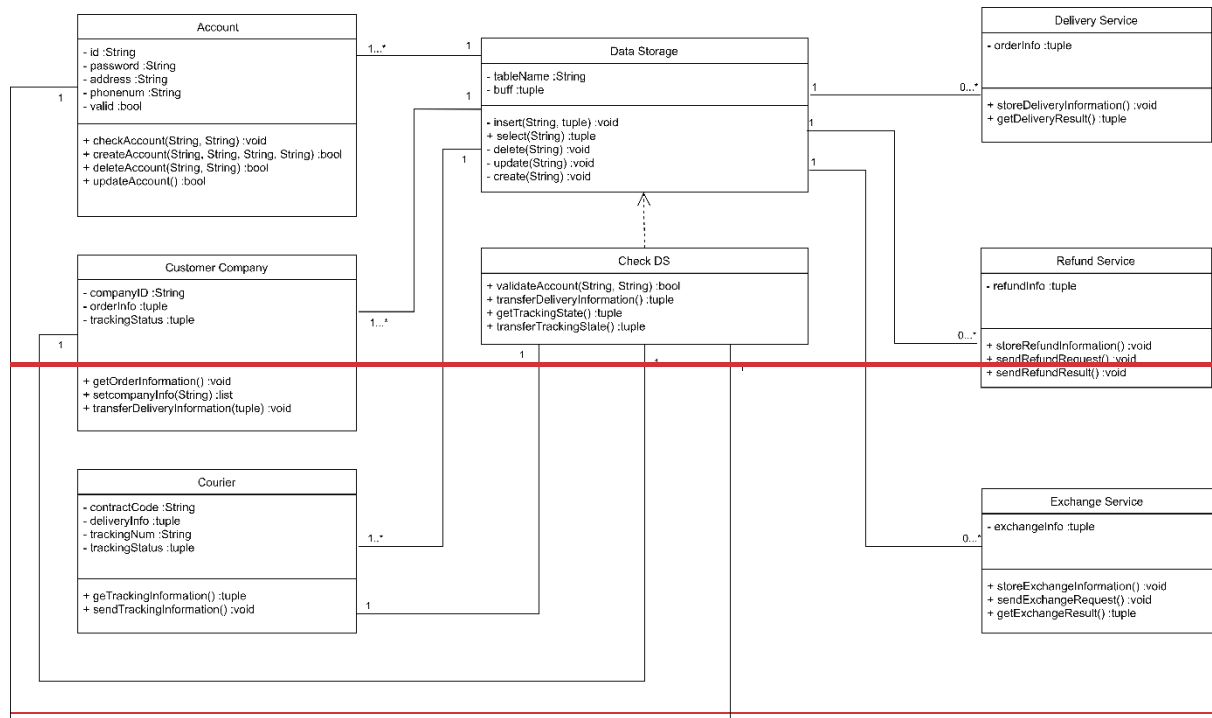 Account
- id :String
- password :String
- address :String
- phonenum :String
- valid :bool
+ checkAccount(String, String) :void
+ createAccount(String, String, String, String) :bool
+ deleteAccount(String, String) :bool
+ updateAccount() :bool
1
1...*
1
Data Storage
- tableName :String
- buff :tuple
- insert(String, tuple) :void
+ select(String) :tuple
- delete(String) :void
- update(String) :void
- create(String) :void
1
1
1
1
1
Delivery Service
- orderInfo :tuple
+ storeDeliveryInformation() :void
+ getDeliveryResult() :tuple
0...*
Customer Company
- companyID :String
- orderInfo :tuple
- trackingStatus :tuple
+ getOrderInformation() :void
+ setcompanyInfo(String) :list
+ transferDeliveryInformation(tuple) :void
1...*
1
Check DS
+ validateAccount(String, String) :bool
+ transferDeliveryInformation() :tuple
+ getTrackingState() :tuple
+ transferTrackingState() :tuple
1
1
Refund Service
- refundInfo :tuple
+ storeRefundInformation() :void
+ sendRefundRequest() :void
+ sendRefundResult() :void
0...*
Courier
- contractCode :String
- deliveryInfo :tuple
- trackingNum :String
- trackingStatus :tuple
+ geTrackingInformation() :tuple
+ sendTrackingInformation() :void
1..*
1
Exchange Service
- exchangeInfo :tuple
+ storeExchangeInformation() :void
+ sendExchangeRequest() :void
+ getExchangeResult() :tuple
0...*